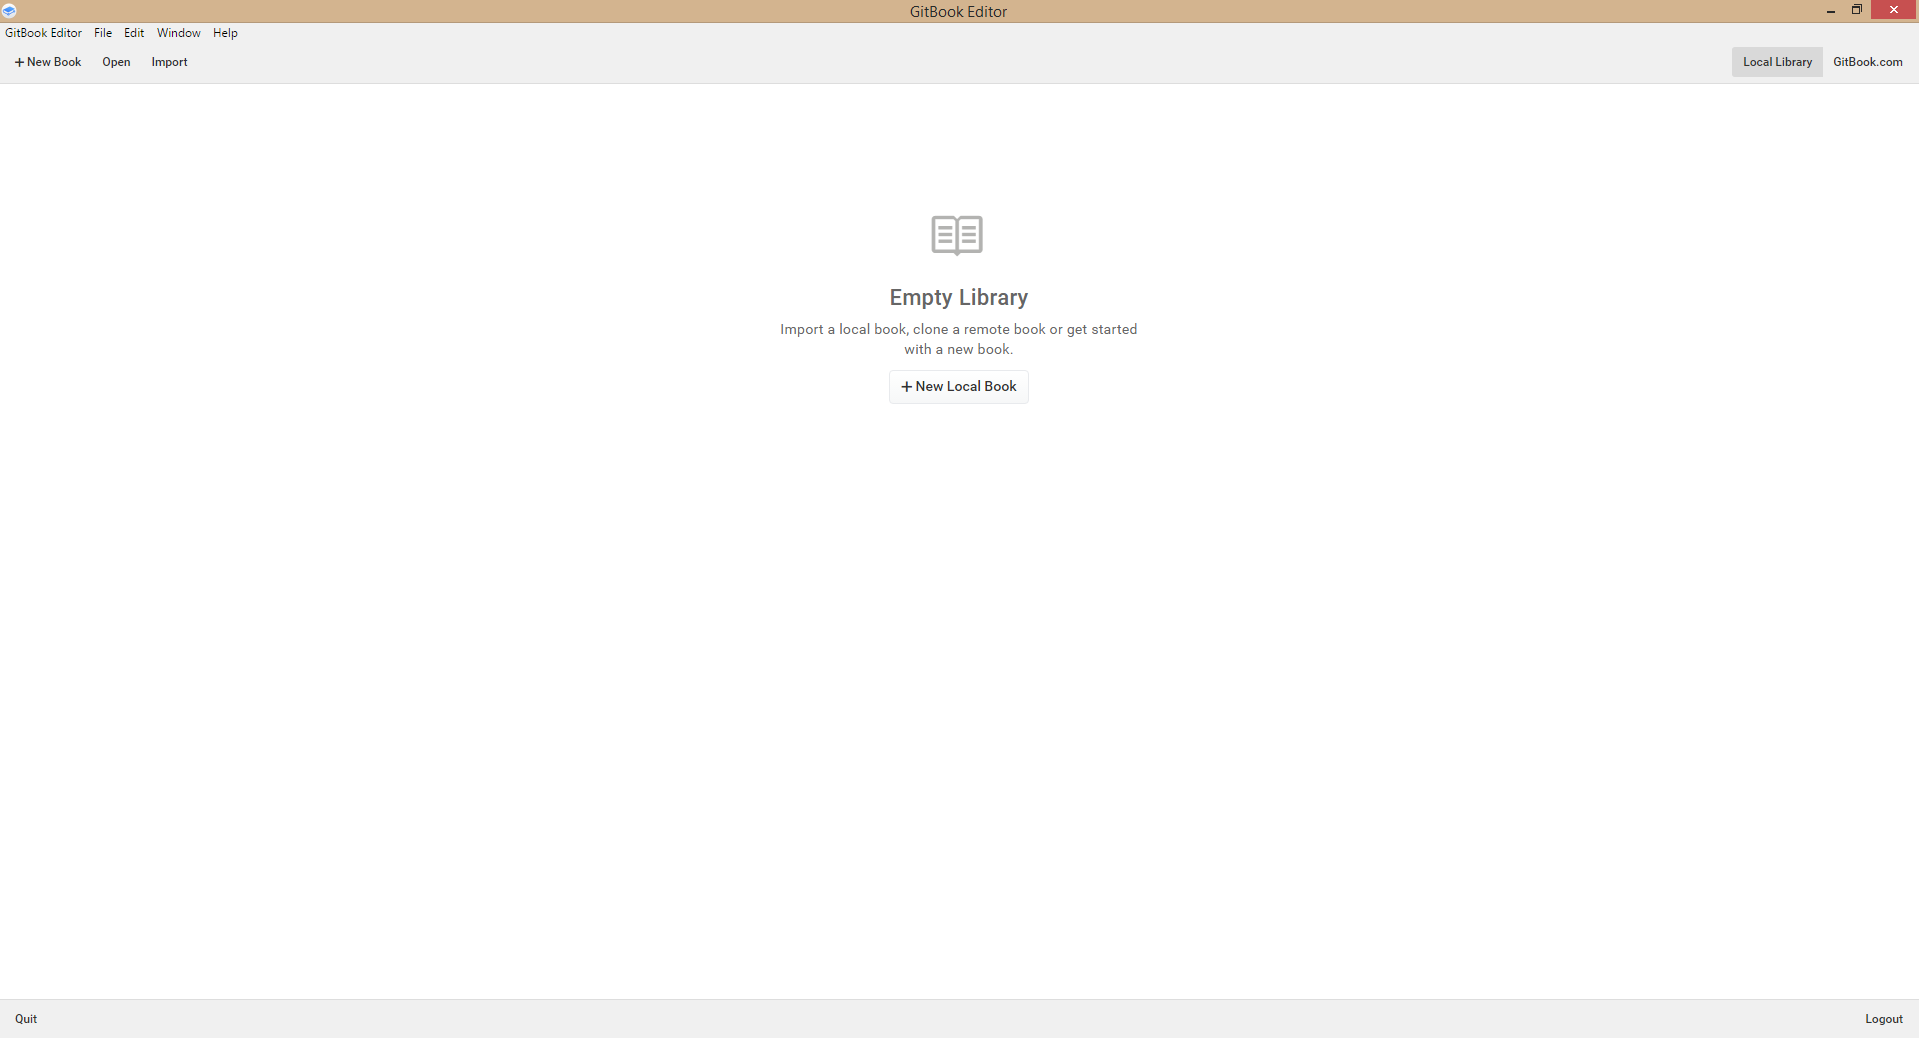 GitBook Editor
GitBook Editor File Edit Window Help
+ New Book Open Import Local Library GitBook.com
Empty Library
Import a local book, clone a remote book or get started
with a new book.
+ New Local Book
Quit Logout